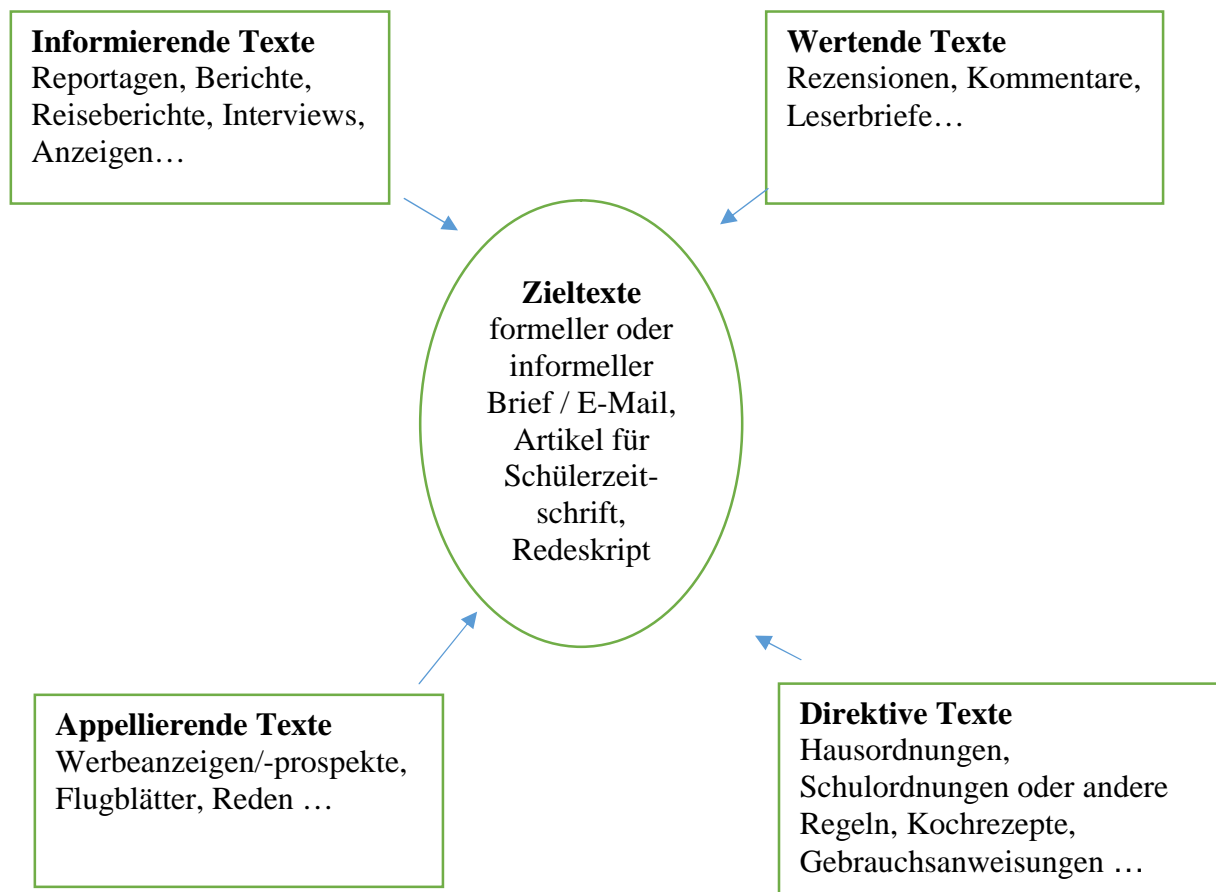 Informierende Texte
Reportagen, Berichte,
Reiseberichte, Interviews,
Anzeigen…
Wertende Texte
Rezensionen, Kommentare,
Leserbriefe…
Zieltexte
formeller oder
informeller
Brief / E-Mail,
Artikel für
Schülerzeit-
schrift,
Redeskript
Appellierende Texte
Werbeanzeigen/-prospekte,
Flugblätter, Reden …
Direktive Texte
Hausordnungen,
Schulordnungen oder andere
Regeln, Kochrezepte,
Gebrauchsanweisungen …